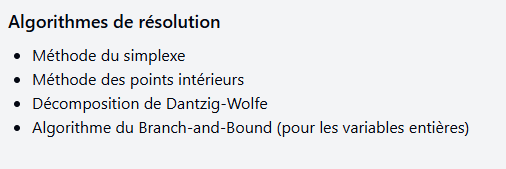 Algorithmes de résolution
• Méthode du simplexe
• Méthode des points intérieurs
• Décomposition de Dantzig-Wolfe
• Algorithme du Branch-and-Bound (pour les variables entières)